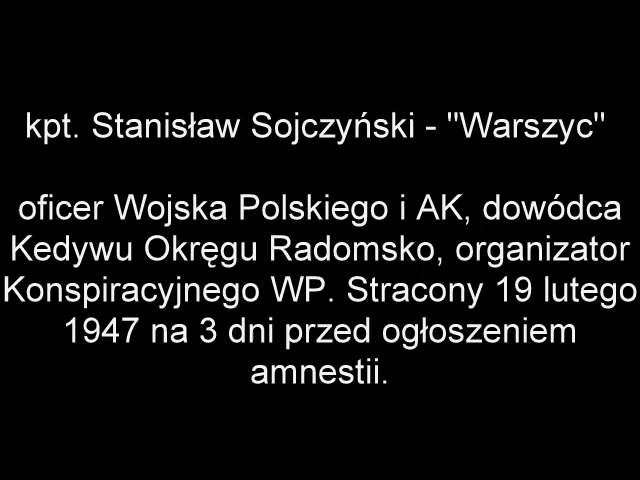 kpt. Stanisław Sojczyński - "Warszyc"
oficer Wojska Polskiego i AK, dowódca
Kedywu Okręgu Radomsko, organizator
Konspiracyjnego WP. Stracony 19 lutego
1947 na 3 dni przed ogłoszeniem
amnestii.